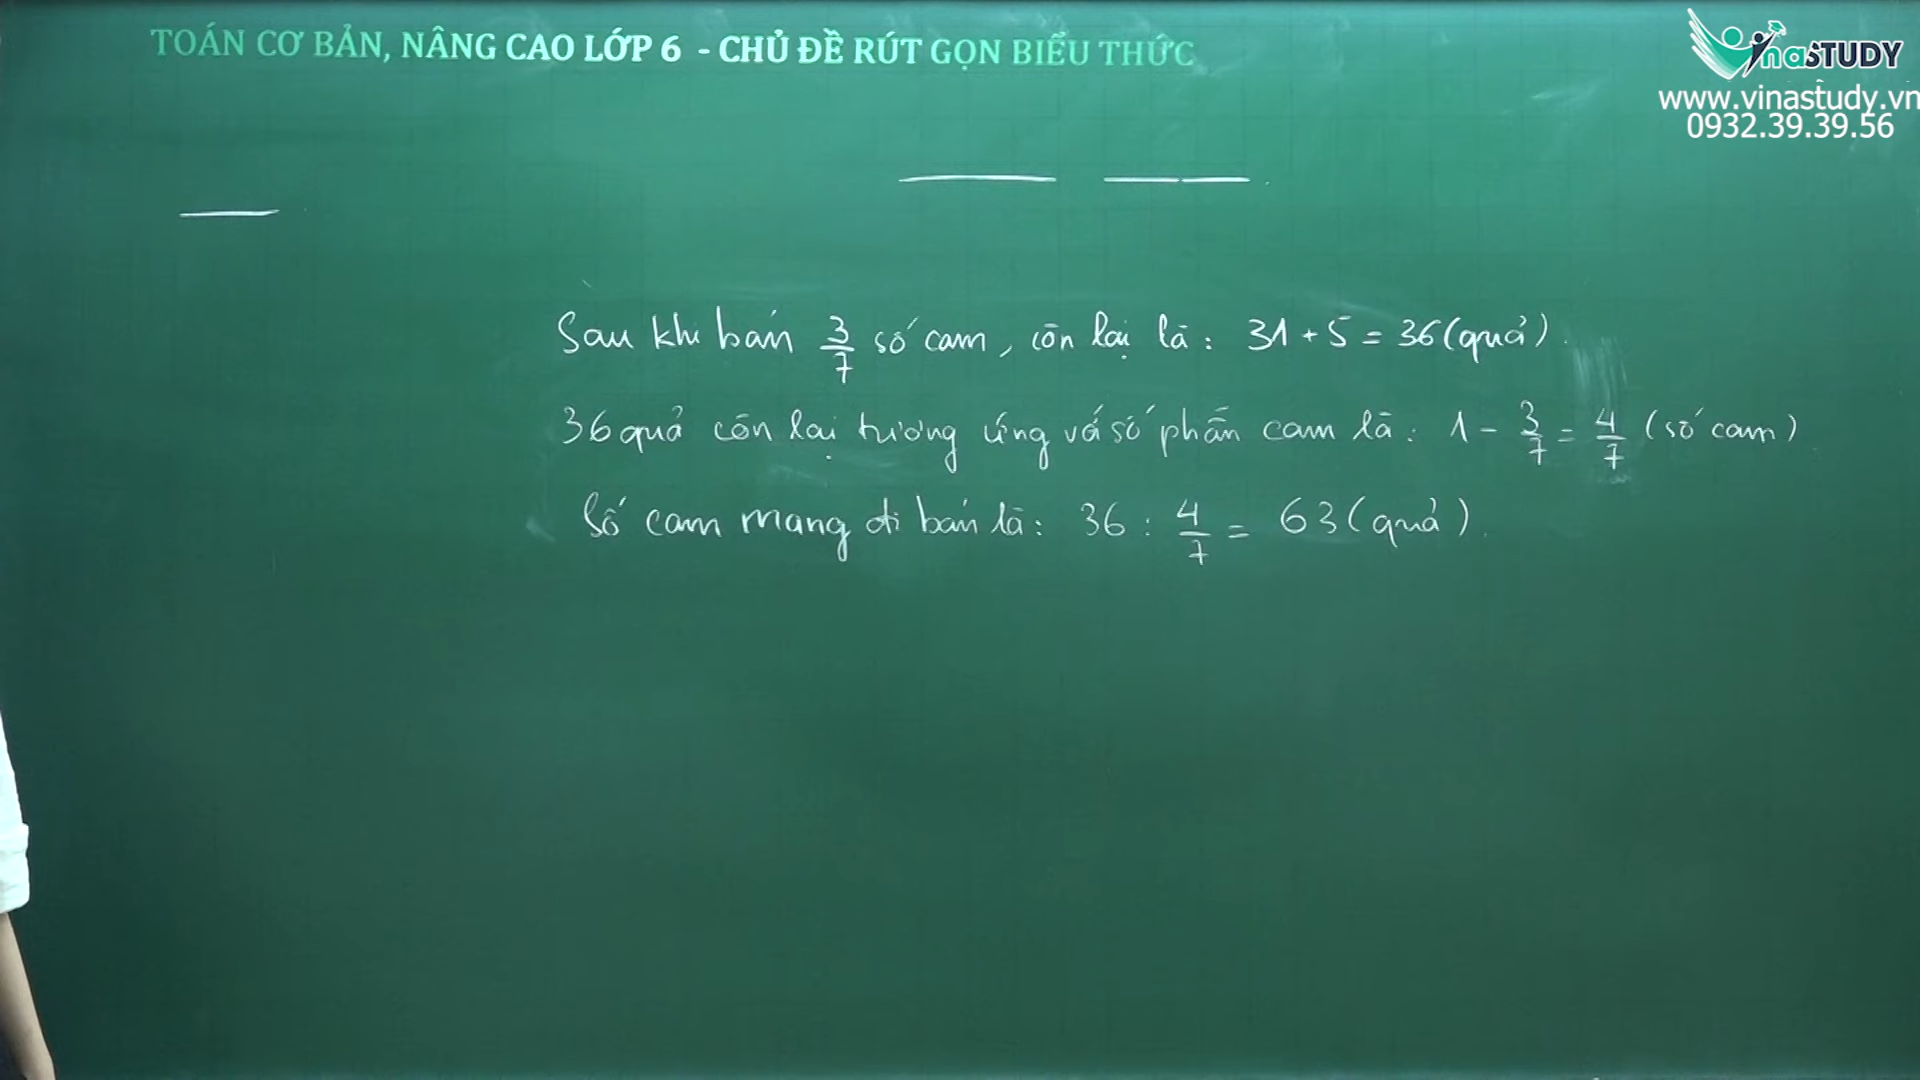 TOÁN CƠ BẢN, NÂNG CAO LỚP 6 - CHỦ ĐỀ RÚT GỌN BIỂU THỨC
VinaSTUDY
www.vinastudy.vn
0932.39.39.56
Sau khi bán 3/7 số cam, còn lại là: 31 + 5 = 36 (quả).
36 quả còn lại tương ứng với số phần cam là: 1 - 3/7 = 4/7 (số cam)
Số cam mang đi bán là: 36 : 4/7 = 63 (quả).